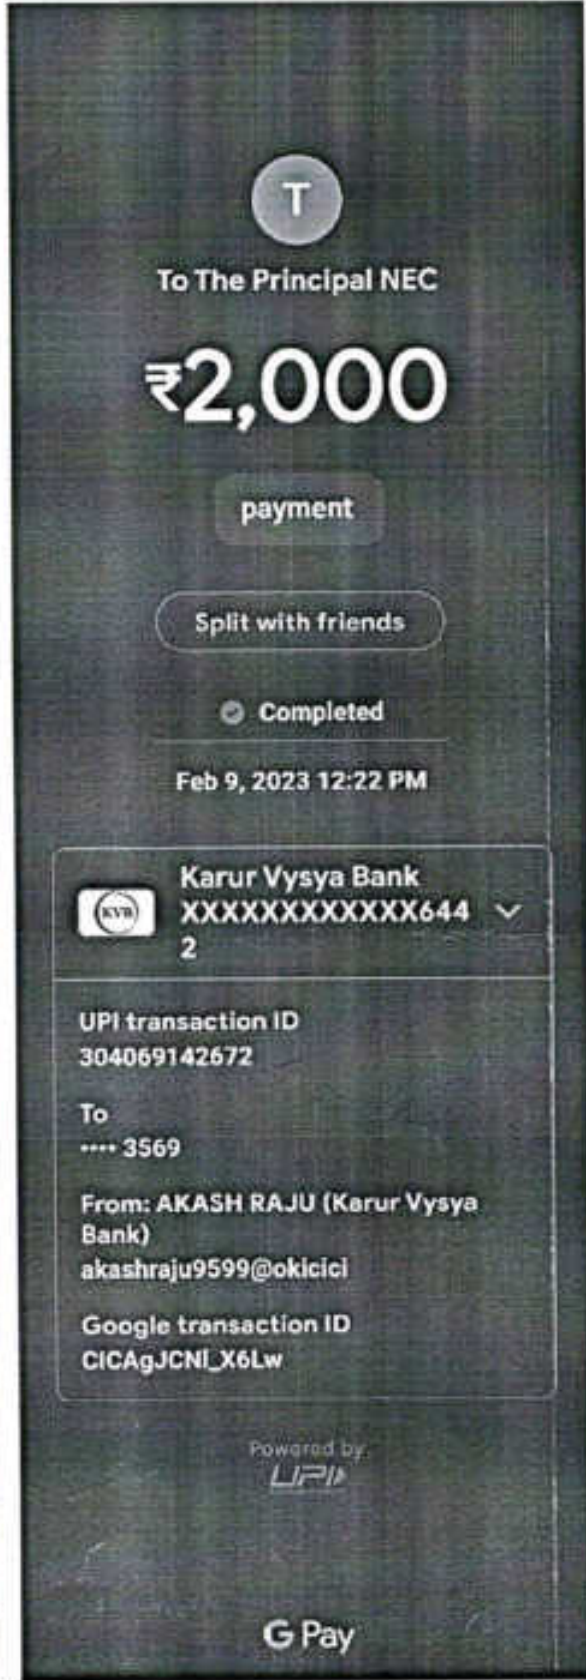 T
To The Principal NEC
₹2,000
payment
Split with friends
Completed
Feb 9, 2023 12:22 PM
KVB
Karur Vysya Bank
XXXXXXXXXXXX644
2
UPI transaction ID
304069142672
To
···· 3569
From: AKASH RAJU (Karur Vysya
Bank)
akashraju9599@okicici
Google transaction ID
CICAgJCNl_X6Lw
Powered by
UPI
G Pay